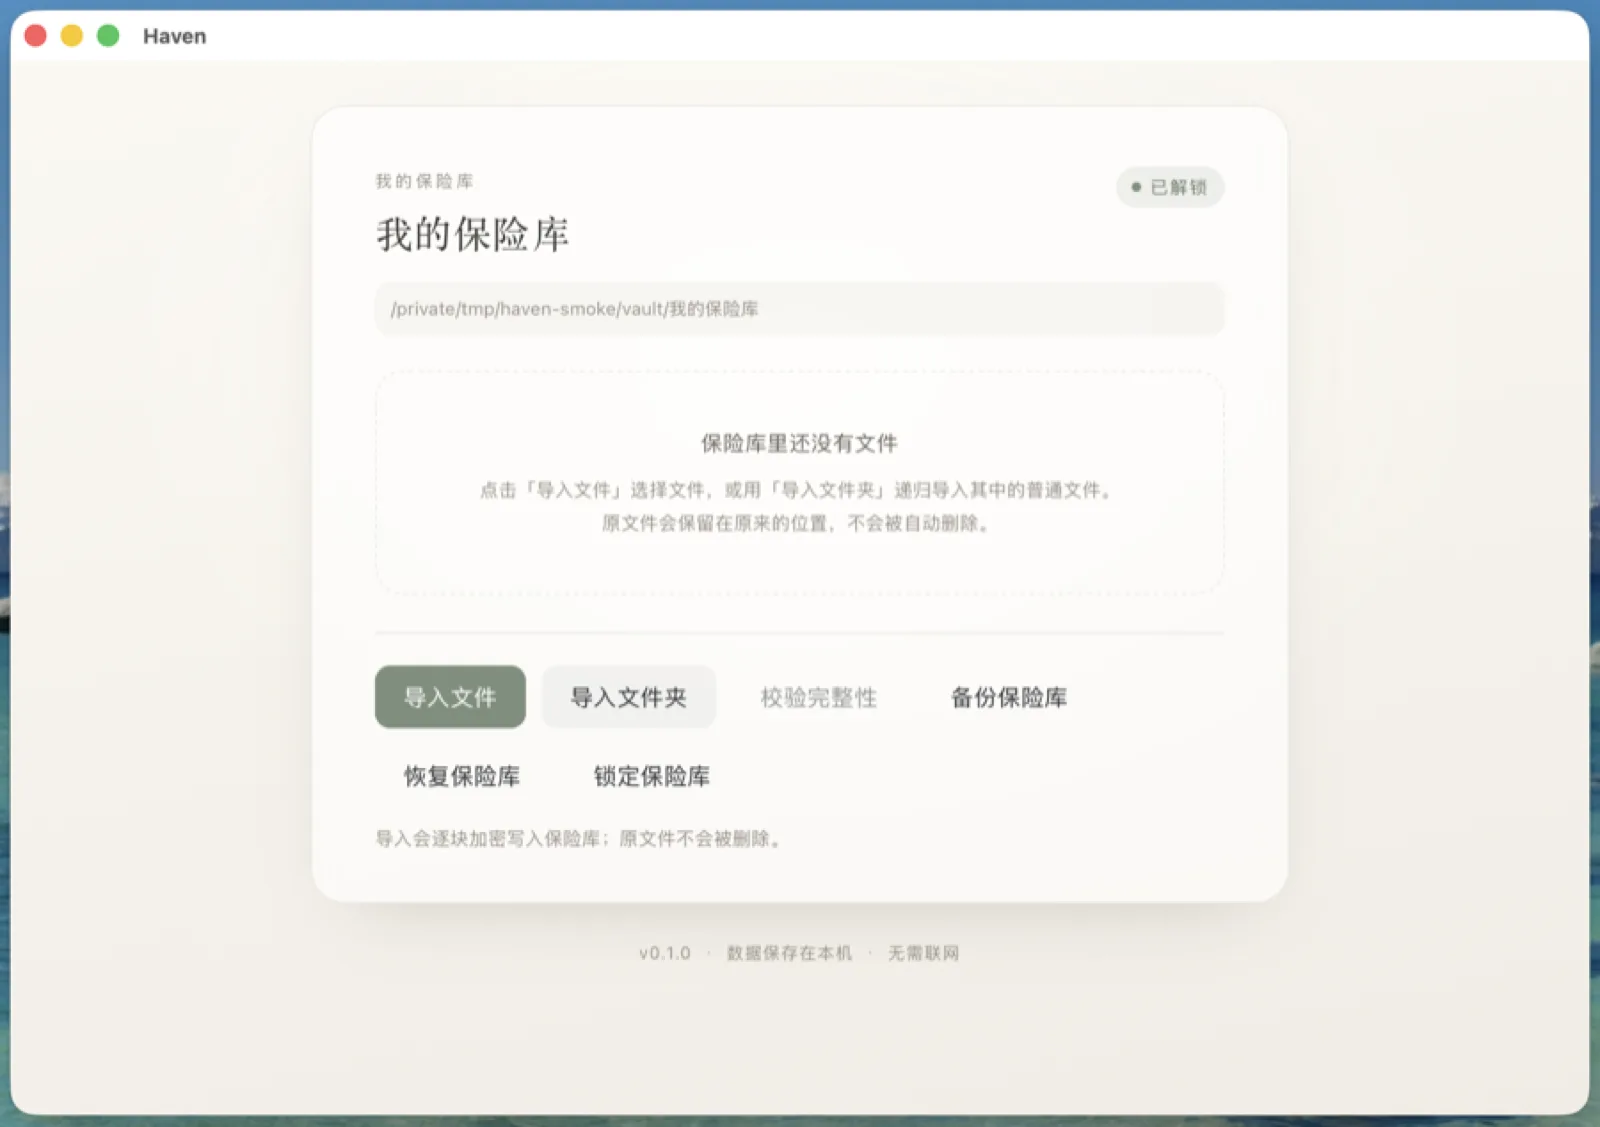 Haven
我的保险库
已解锁
我的保险库
/private/tmp/haven-smoke/vault/我的保险库
保险库里还没有文件
点击「导入文件」选择文件，或用「导入文件夹」递归导入其中的普通文件。
原文件会保留在原来的位置，不会被自动删除。
导入文件 导入文件夹 校验完整性 备份保险库
恢复保险库 锁定保险库
导入会逐块加密写入保险库；原文件不会被删除。
v0.1.0 · 数据保存在本机 · 无需联网